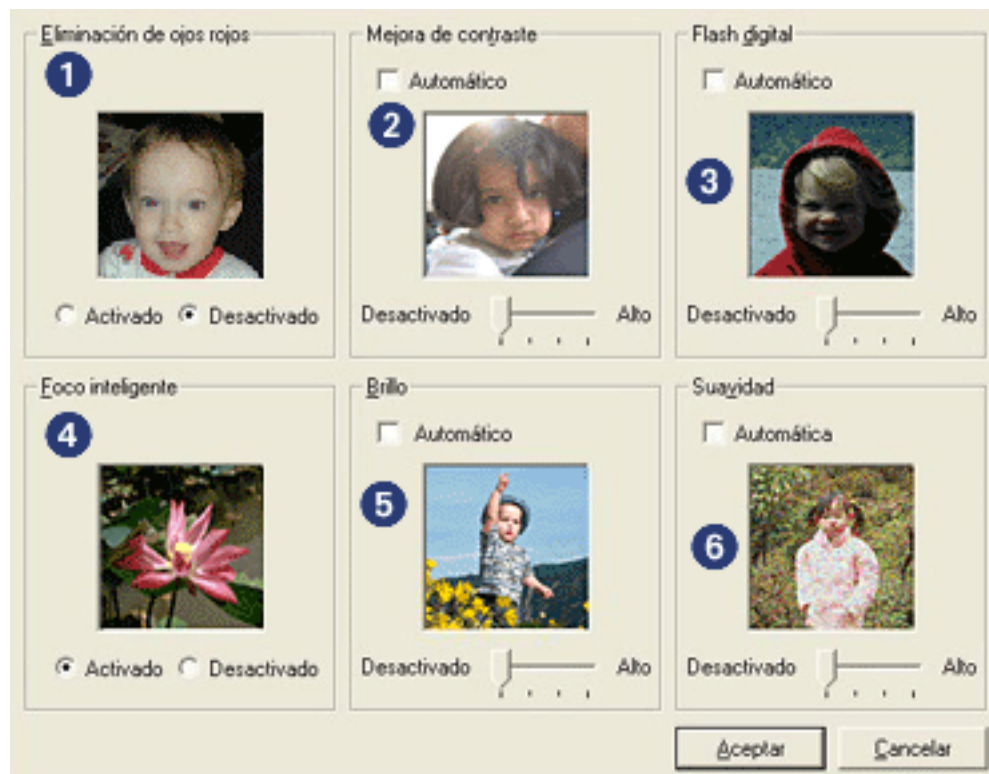 Eliminación de ojos rojos
1
Activado Desactivado
Mejora de contraste
Automático
2
Desactivado Alto
Flash digital
Automático
3
Desactivado Alto
Foco inteligente
4
Activado Desactivado
Brillo
Automático
5
Desactivado Alto
Suavidad
Automática
6
Desactivado Alto
Aceptar Cancelar